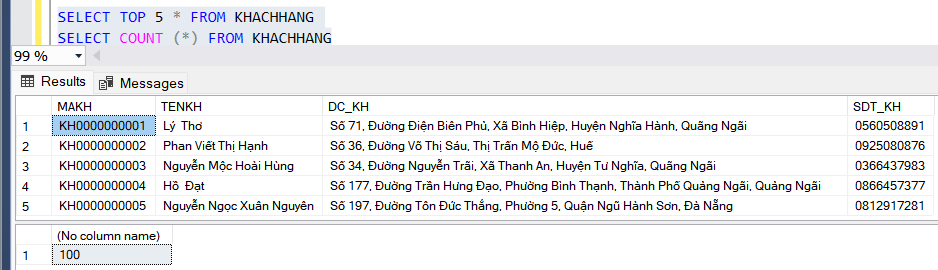 SELECT TOP 5 * FROM KHACHHANG
SELECT COUNT (*) FROM KHACHHANG
99 %
Results Messages
MAKH TENKH DC_KH SDT_KH
1 KH0000000001 Lý Thơ Số 71, Đường Điện Biên Phủ, Xã Bình Hiệp, Huyện Nghĩa Hành, Quãng Ngãi 0560508891
2 KH0000000002 Phan Viết Thị Hạnh Số 36, Đường Võ Thị Sáu, Thị Trấn Mộ Đức, Huế 0925080876
3 KH0000000003 Nguyễn Mộc Hoài Hùng Số 34, Đường Nguyễn Trãi, Xã Thanh An, Huyện Tư Nghĩa, Quảng Ngãi 0366437983
4 KH0000000004 Hồ Đạt Số 177, Đường Trần Hưng Đạo, Phường Bình Thạnh, Thành Phố Quảng Ngãi, Quảng Ngãi 0866457377
5 KH0000000005 Nguyễn Ngọc Xuân Nguyên Số 197, Đường Tôn Đức Thắng, Phường 5, Quận Ngũ Hành Sơn, Đà Nẵng 0812917281
(No column name)
1 100